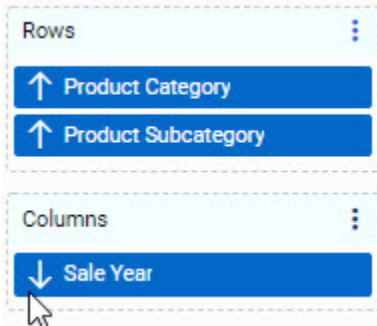 Rows
Product Category
Product Subcategory
Columns
Sale Year